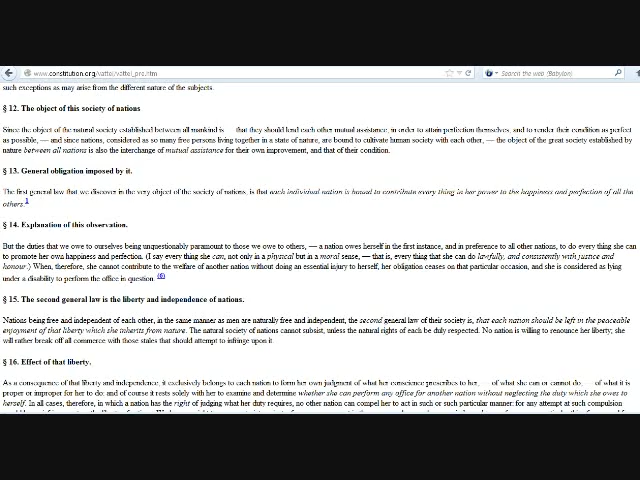 www.constitution.org/vattel/vattel_pre.htm
Search the web (Babylon)
such exceptions as may arise from the different nature of the subjects.
§ 12. The object of this society of nations
Since the object of the natural society established between all mankind is — that they should lend each other mutual assistance, in order to attain perfection themselves, and to render their condition as perfect
as possible, — and since nations, considered as so many free persons living together in a state of nature, are bound to cultivate human society with each other, — the object of the great society established by
nature between all nations is also the interchange of mutual assistance for their own improvement, and that of their condition.
§ 13. General obligation imposed by it.
The first general law that we discover in the very object of the society of nations, is that each individual nation is bound to contribute every thing in her power to the happiness and perfection of all the
others.1
§ 14. Explanation of this observation.
But the duties that we owe to ourselves being unquestionably paramount to those we owe to others, — a nation owes herself in the first instance, and in preference to all other nations, to do every thing she can
to promote her own happiness and perfection. (I say every thing she can, not only in a physical but in a moral sense, — that is, every thing that she can do lawfully, and consistently with justice and
honour.) When, therefore, she cannot contribute to the welfare of another nation without doing an essential injury to herself, her obligation ceases on that particular occasion, and she is considered as lying
under a disability to perform the office in question. (6)
§ 15. The second general law is the liberty and independence of nations.
Nations being free and independent of each other, in the same manner as men are naturally free and independent, the second general law of their society is, that each nation should be left in the peaceable
enjoyment of that liberty which she inherits from nature. The natural society of nations cannot subsist, unless the natural rights of each be duly respected. No nation is willing to renounce her liberty; she
will rather break off all commerce with those states that should attempt to infringe upon it.
§ 16. Effect of that liberty.
As a consequence of that liberty and independence, it exclusively belongs to each nation to form her own judgment of what her conscience prescribes to her, — of what she can or cannot do, — of what it is
proper or improper for her to do: and of course it rests solely with her to examine and determine whether she can perform any office for another nation without neglecting the duty which she owes to
herself. In all cases, therefore, in which a nation has the right of judging what her duty requires, no other nation can compel her to act in such or such particular manner: for any attempt at such compulsion